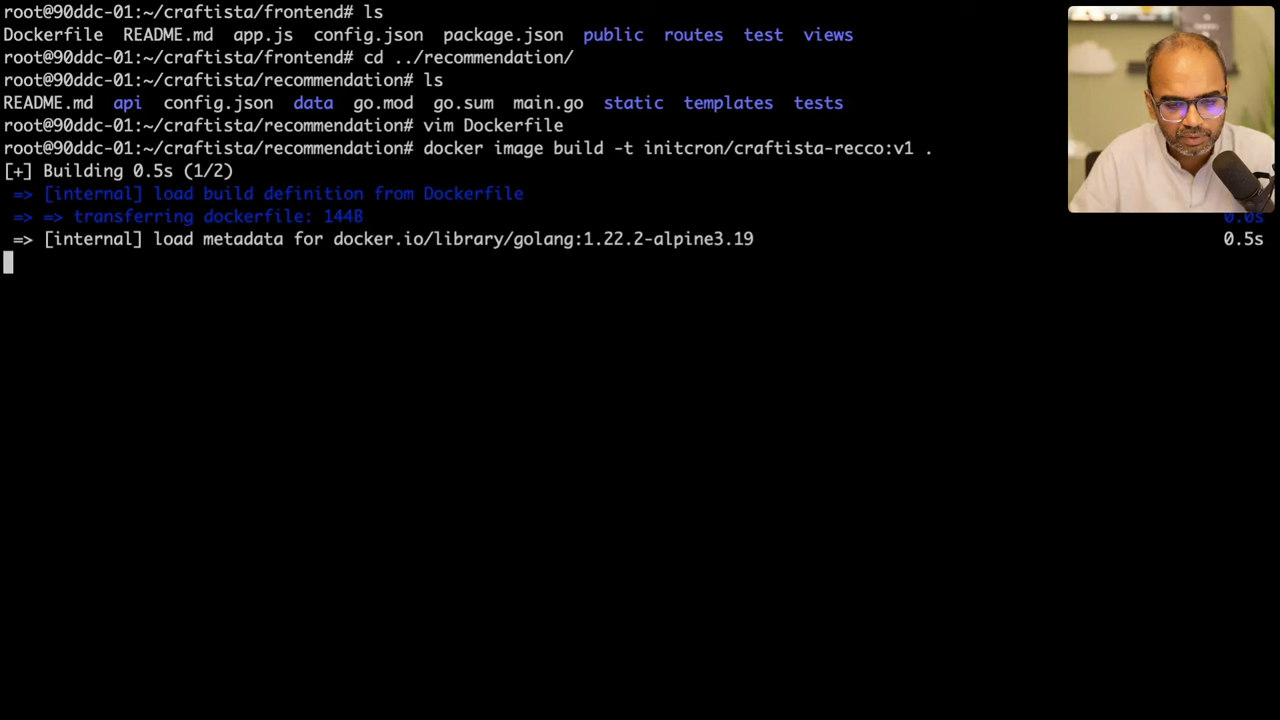 root@90ddc-01:~/craftista/frontend# ls
Dockerfile README.md app.js config.json package.json public routes test views
root@90ddc-01:~/craftista/frontend# cd ../recommendation/
root@90ddc-01:~/craftista/recommendation# ls
README.md api config.json data go.mod go.sum main.go static templates tests
root@90ddc-01:~/craftista/recommendation# vim Dockerfile
root@90ddc-01:~/craftista/recommendation# docker image build -t initcron/craftista-recco:v1 .
[+] Building 0.5s (1/2)
=> [internal] load build definition from Dockerfile
=> => transferring dockerfile: 144B 0.0s
=> [internal] load metadata for docker.io/library/golang:1.22.2-alpine3.19 0.5s